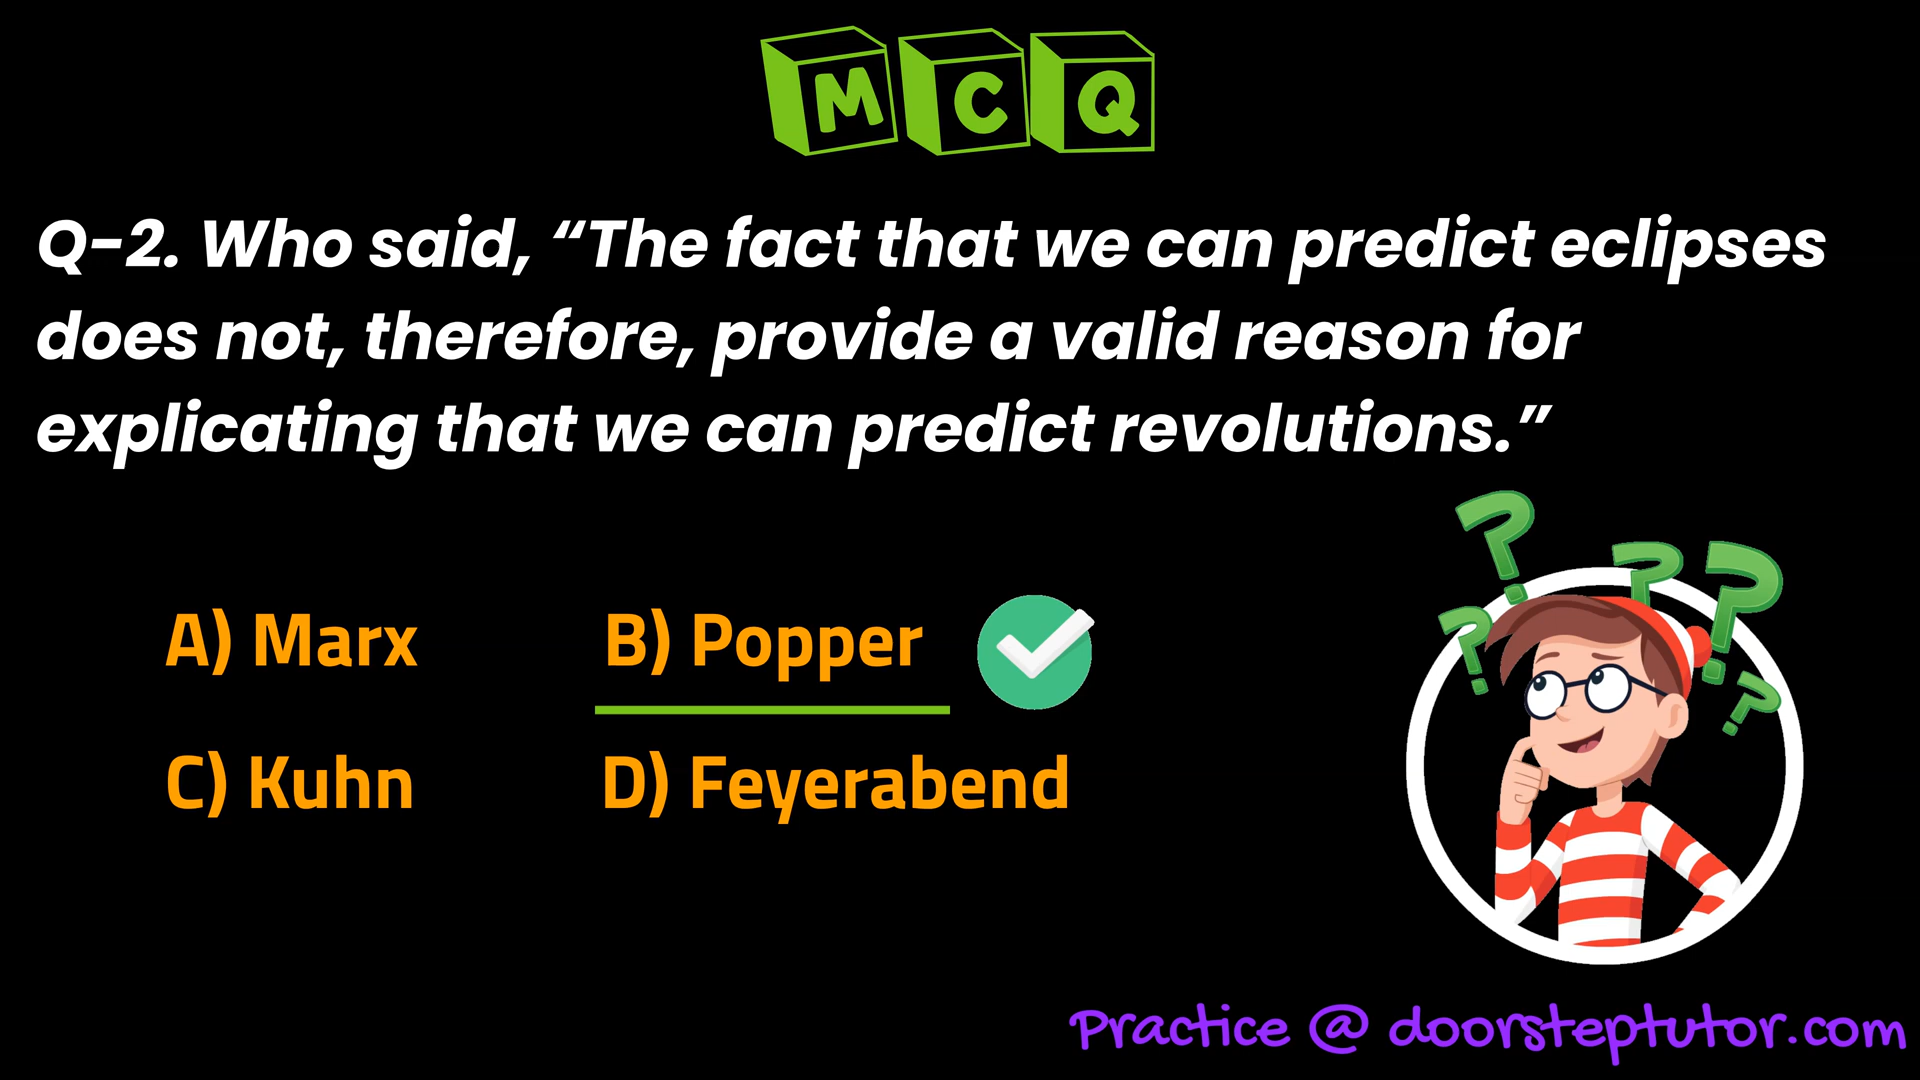 MCQ
Q-2. Who said, “The fact that we can predict eclipses
does not, therefore, provide a valid reason for
explicating that we can predict revolutions.”
A) Marx
B) Popper
C) Kuhn
D) Feyerabend
Practice @ doorsteptutor.com